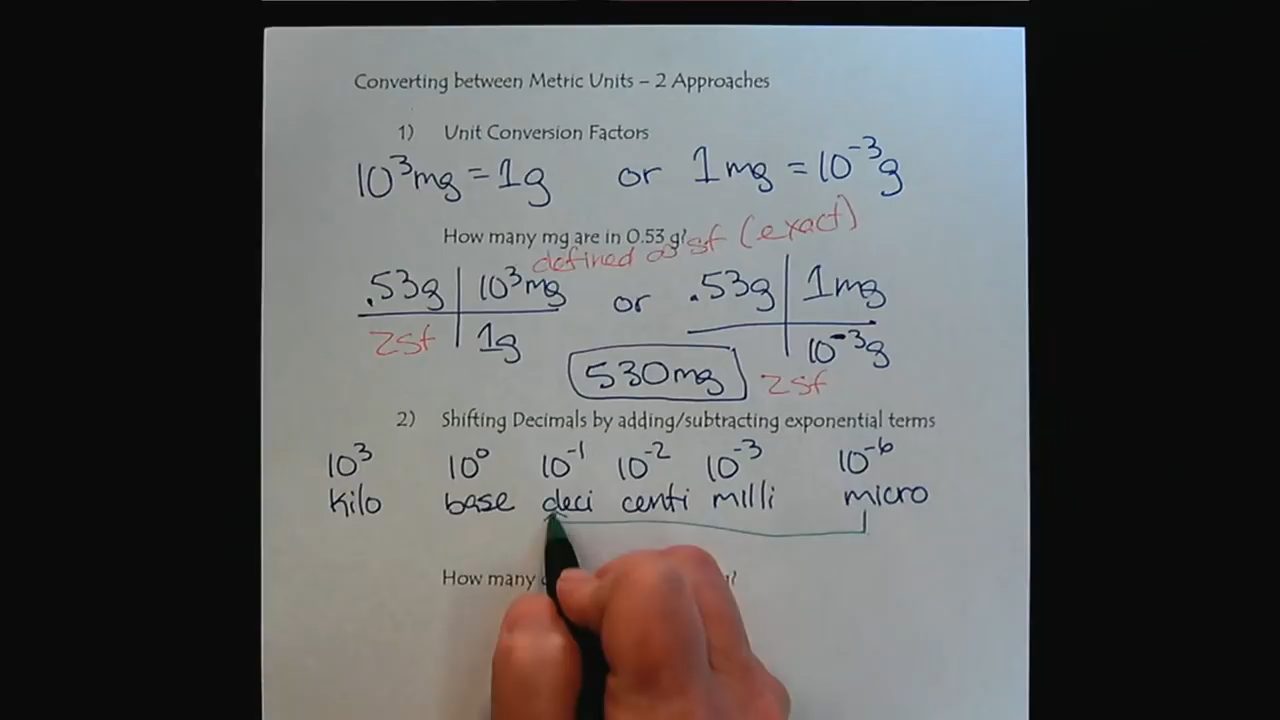 Converting between Metric Units – 2 Approaches
1) Unit Conversion Factors
10³mg = 1g or 1mg = 10⁻³g
How many mg are in 0.53 g?
defined as sf (exact)
.53g 10³mg or .53g 1mg
2sf 1g 10⁻³g
530mg 2sf
2) Shifting Decimals by adding/subtracting exponential terms
10³ 10⁰ 10⁻¹ 10⁻² 10⁻³ 10⁻⁶
kilo base deci centi milli micro
How many